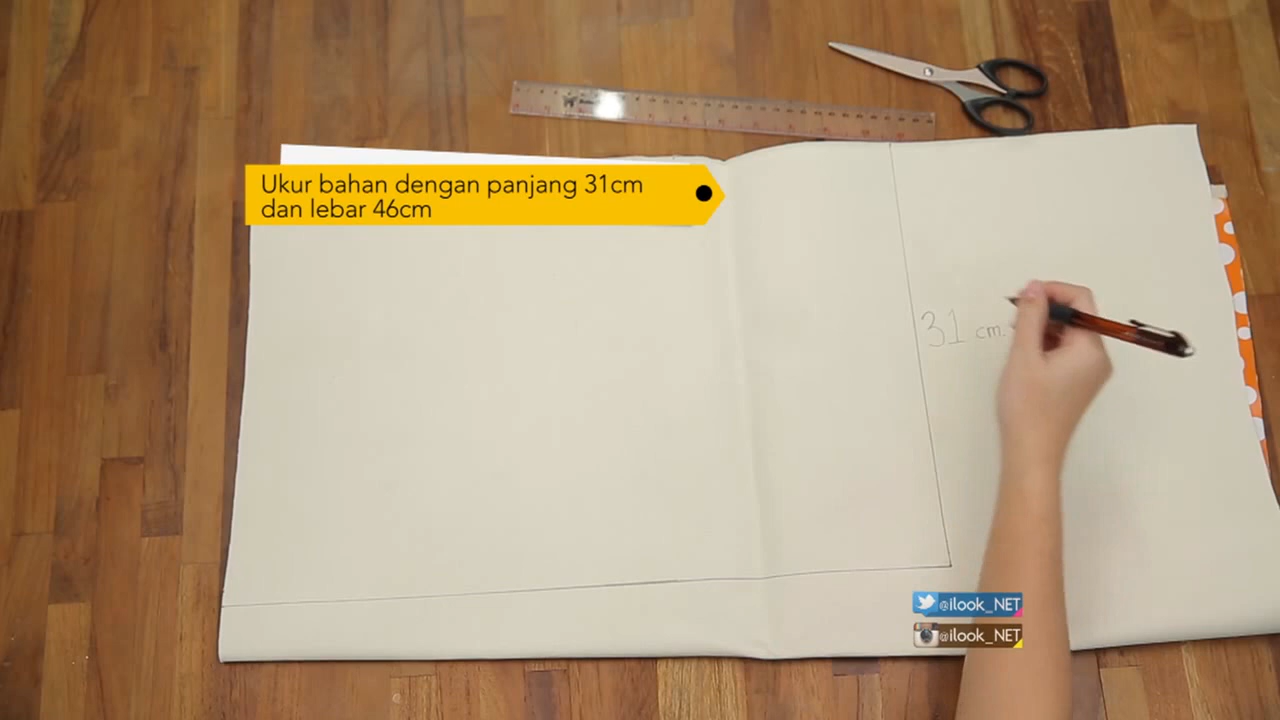 Ukur bahan dengan panjang 31cm
dan lebar 46cm
31 cm.
@ilook_NET
@ilook_NET